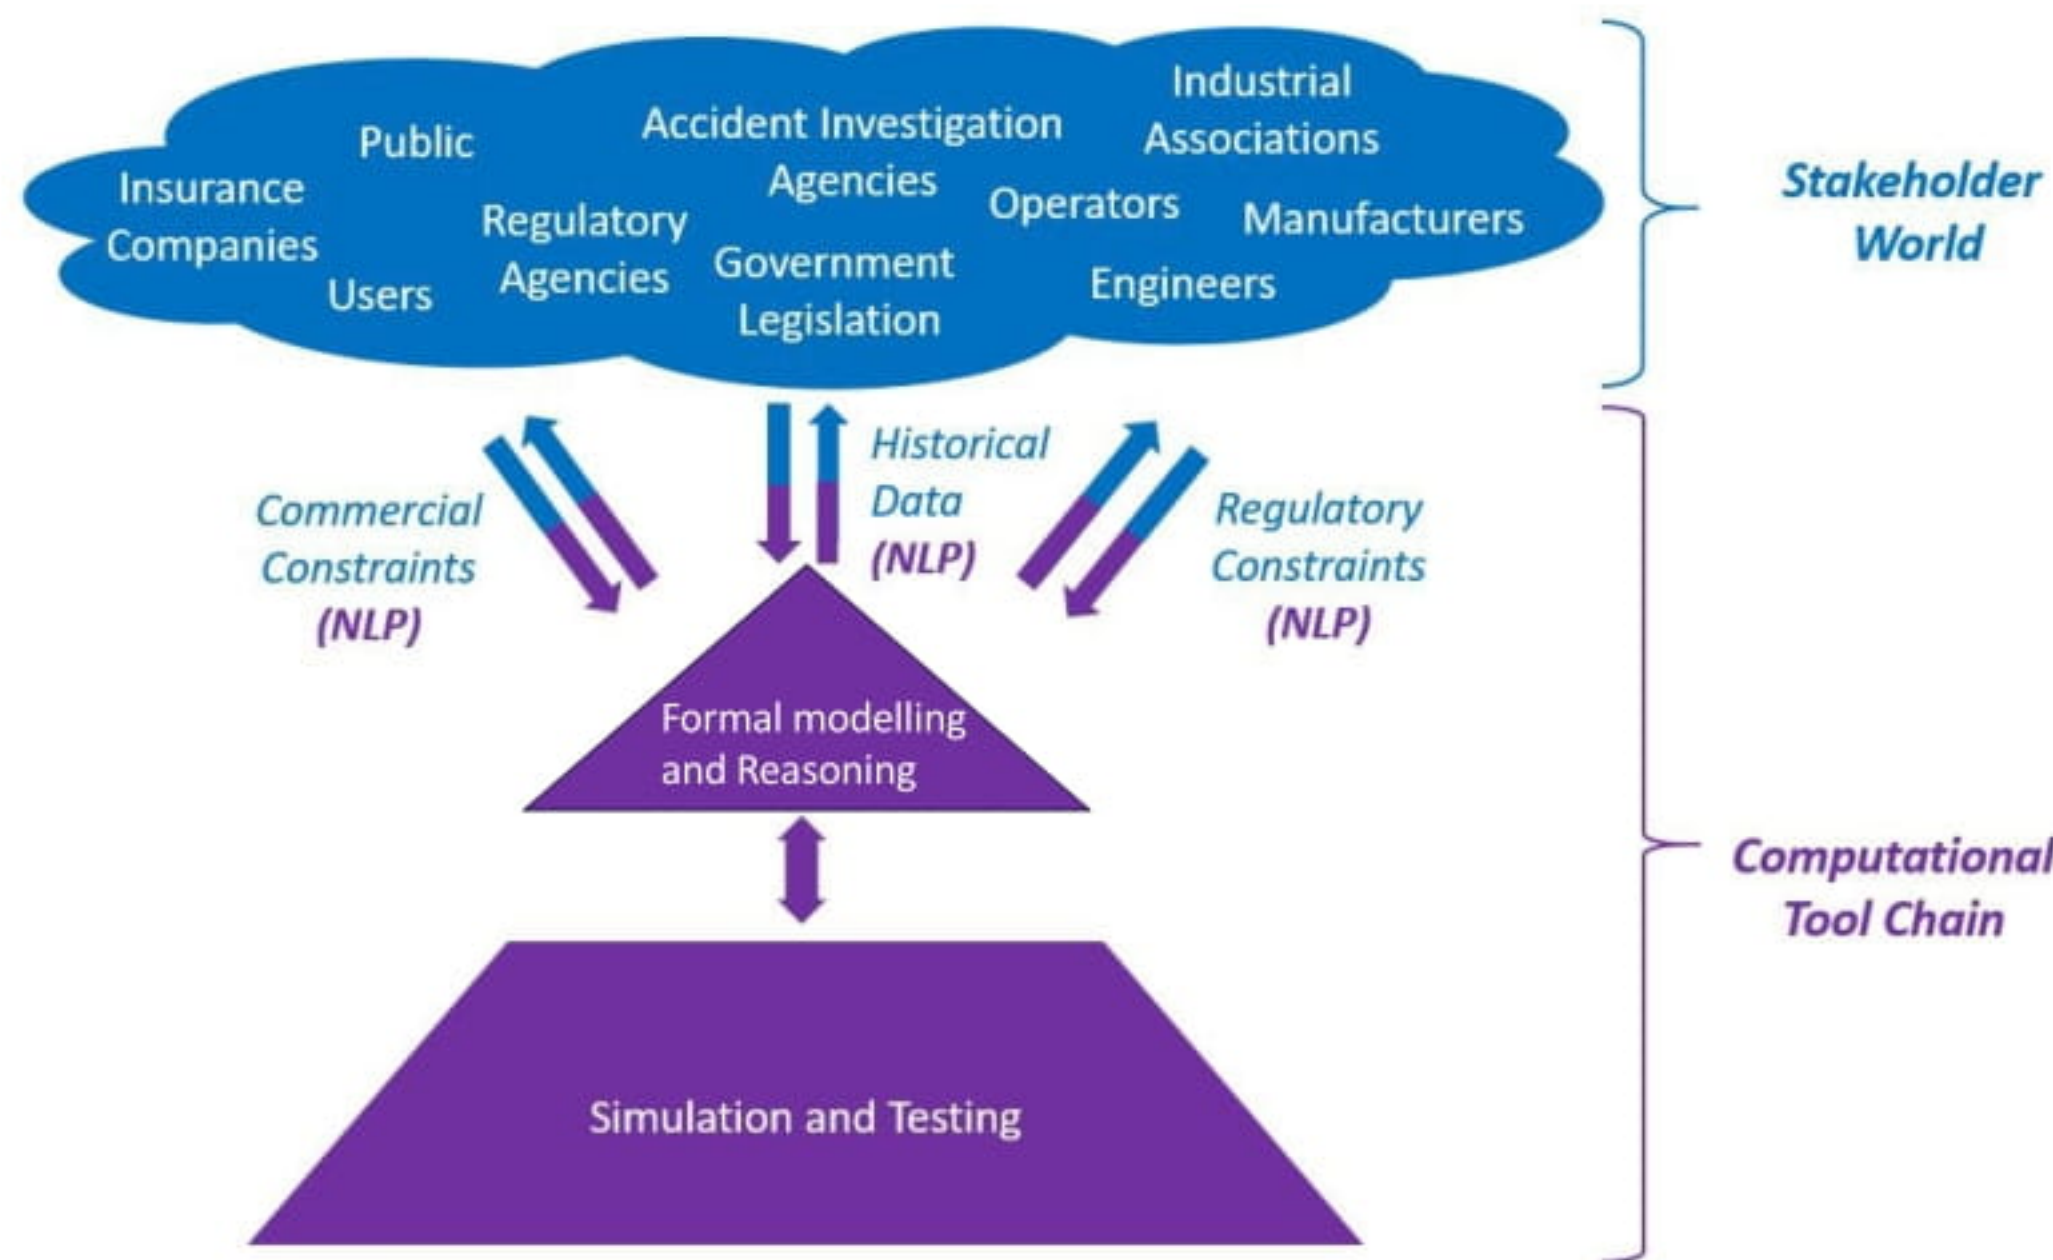 Public
Insurance
Companies
Users
Regulatory
Agencies
Accident Investigation
Agencies
Government
Legislation
Industrial
Associations
Operators
Manufacturers
Engineers
Stakeholder
World
Commercial
Constraints
(NLP)
Historical
Data
(NLP)
Regulatory
Constraints
(NLP)
Formal modelling
and Reasoning
Computational
Tool Chain
Simulation and Testing